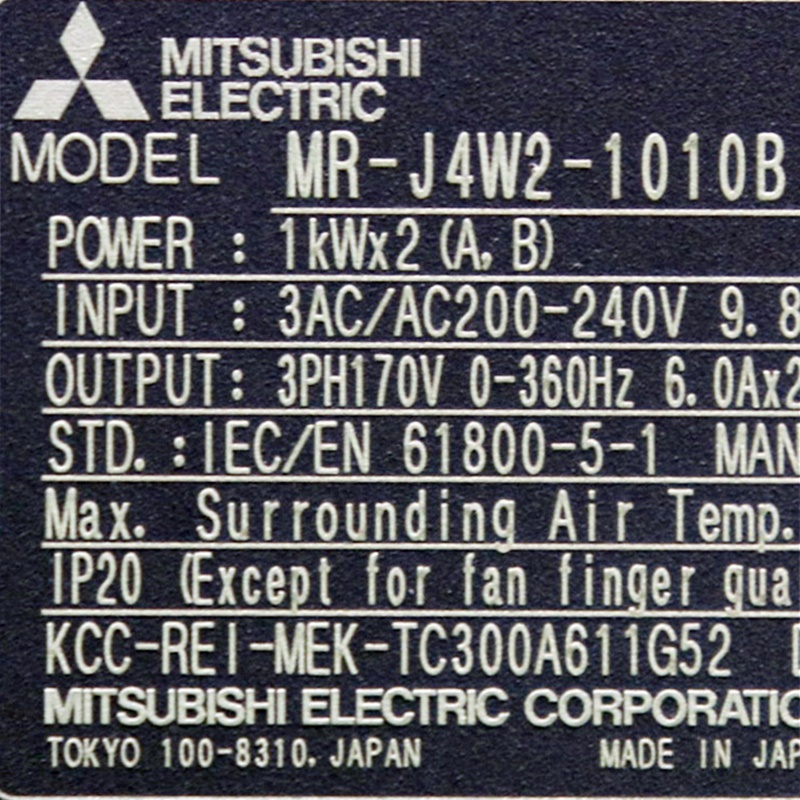 MITSUBISHI
ELECTRIC
MODEL MR-J4W2-1010B
POWER : 1kWx2 (A, B)
INPUT : 3AC/AC200-240V 9.8
OUTPUT: 3PH170V 0-360Hz 6.0Ax2
STD. : IEC/EN 61800-5-1 MAN
Max. Surrounding Air Temp.
IP20 (Except for fan finger gua
KCC-REI-MEK-TC300A611G52
MITSUBISHI ELECTRIC CORPORATIO
TOKYO 100-8310, JAPAN MADE IN JAP